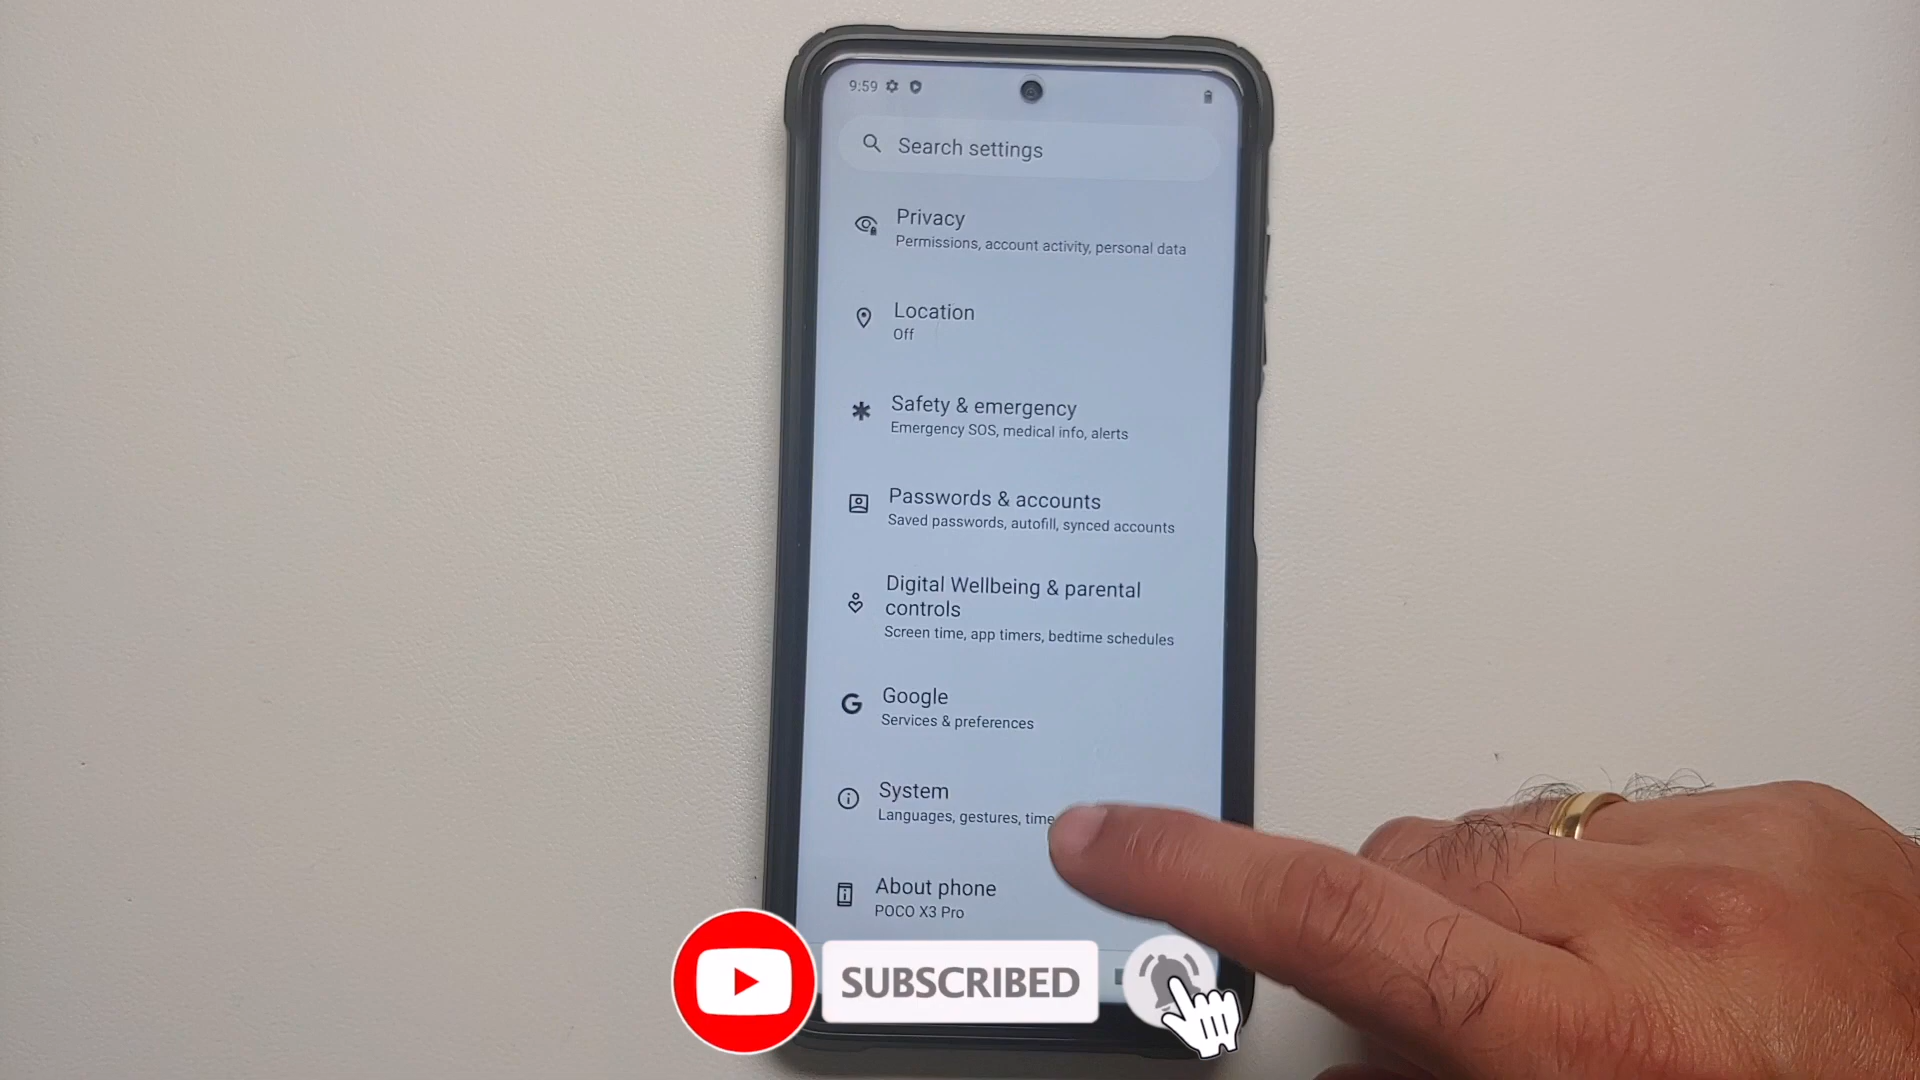 9:59
Search settings
Privacy
Permissions, account activity, personal data
Location
Off
Safety & emergency
Emergency SOS, medical info, alerts
Passwords & accounts
Saved passwords, autofill, synced accounts
Digital Wellbeing & parental
controls
Screen time, app timers, bedtime schedules
Google
Services & preferences
System
Languages, gestures, time
About phone
POCO X3 Pro
SUBSCRIBED